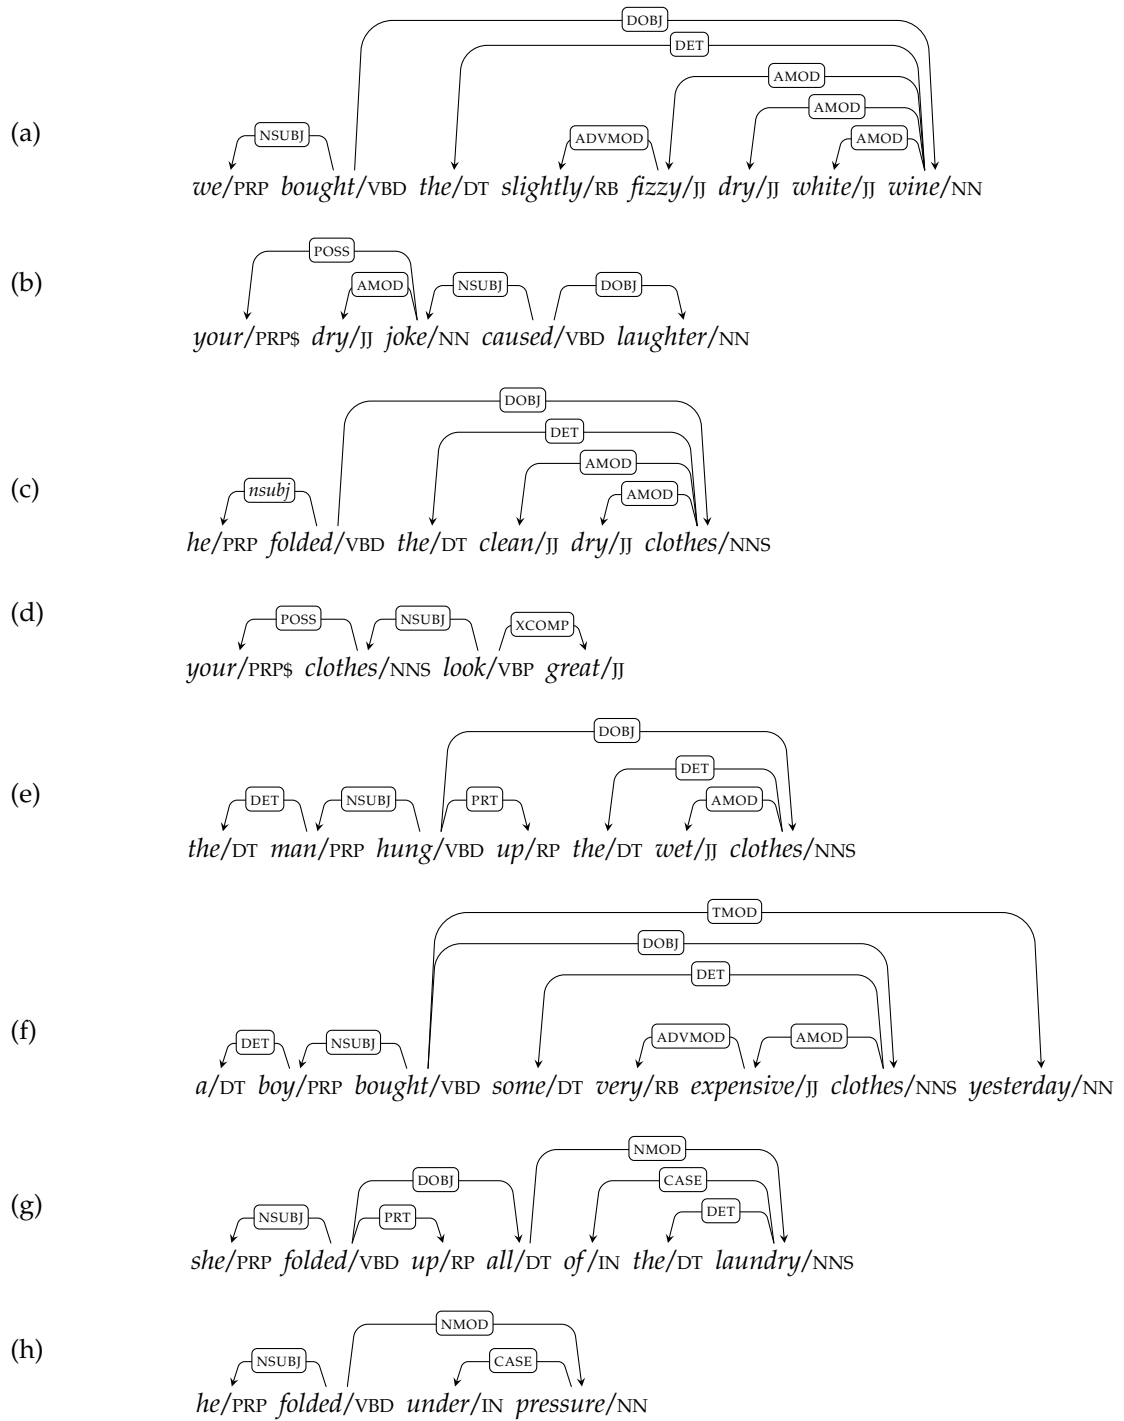 DOBJ
DET
AMOD
AMOD
(a) NSUBJ ADVMOD AMOD
we/PRP bought/VBD the/DT slightly/RB fizzy/JJ dry/JJ white/JJ wine/NN
POSS
(b) AMOD NSUBJ DOBJ
your/PRP$ dry/JJ joke/NN caused/VBD laughter/NN
DOBJ
DET
AMOD
(c) nsubj AMOD
he/PRP folded/VBD the/DT clean/JJ dry/JJ clothes/NNS
(d) POSS NSUBJ XCOMP
your/PRP$ clothes/NNS look/VBP great/JJ
DOBJ
DET
(e) DET NSUBJ PRT AMOD
the/DT man/PRP hung/VBD up/RP the/DT wet/JJ clothes/NNS
TMOD
DOBJ
DET
(f) DET NSUBJ ADVMOD AMOD
a/DT boy/PRP bought/VBD some/DT very/RB expensive/JJ clothes/NNS yesterday/NN
NMOD
DOBJ CASE
(g) NSUBJ PRT DET
she/PRP folded/VBD up/RP all/DT of/IN the/DT laundry/NNS
NMOD
(h) NSUBJ CASE
he/PRP folded/VBD under/IN pressure/NN